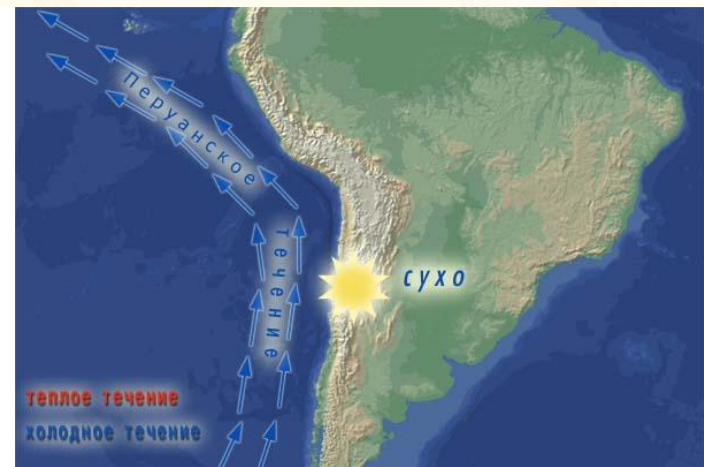 Перуанское
течение
сухо
теплое течение
холодное течение